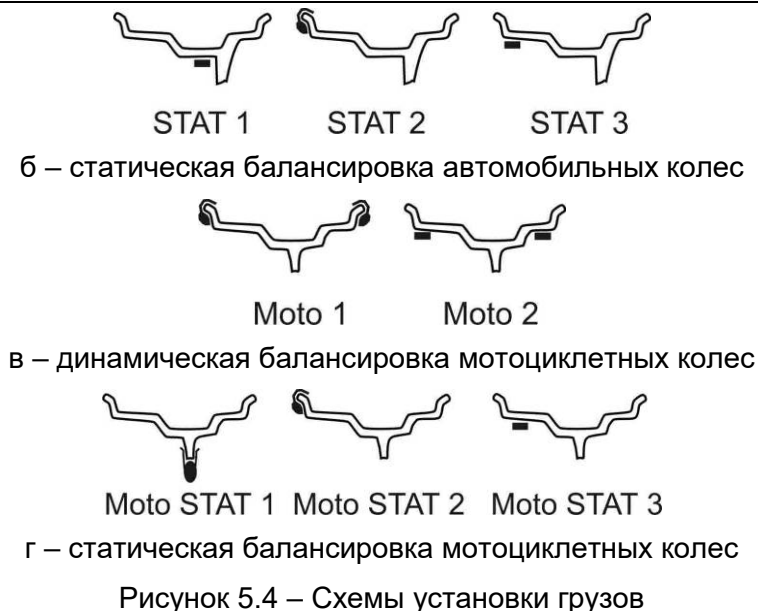 STAT 1 STAT 2 STAT 3
б – статическая балансировка автомобильных колес
Moto 1 Moto 2
в – динамическая балансировка мотоциклетных колес
Moto STAT 1 Moto STAT 2 Moto STAT 3
г – статическая балансировка мотоциклетных колес
Рисунок 5.4 – Схемы установки грузов